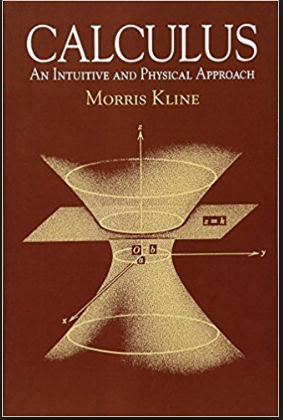 CALCULUS
AN INTUITIVE AND PHYSICAL APPROACH
MORRIS KLINE
z
z = k
O b
a
y
x